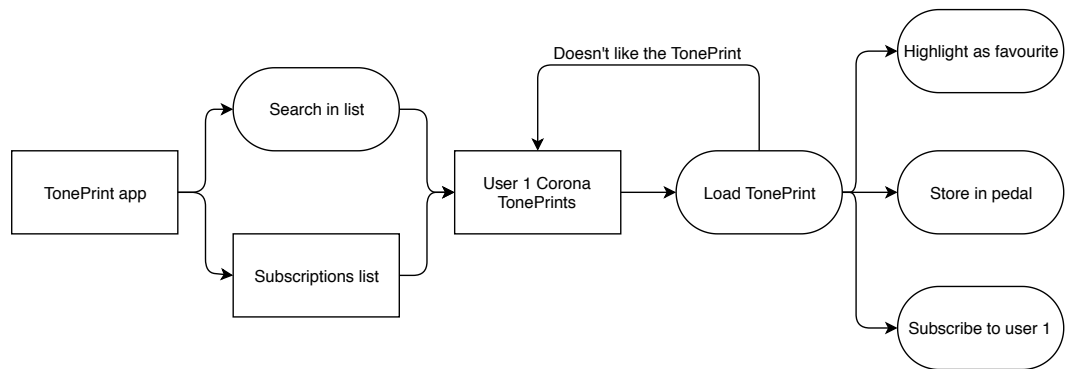 TonePrint app
Search in list
Subscriptions list
User 1 Corona
TonePrints
Doesn't like the TonePrint
Load TonePrint
Highlight as favourite
Store in pedal
Subscribe to user 1